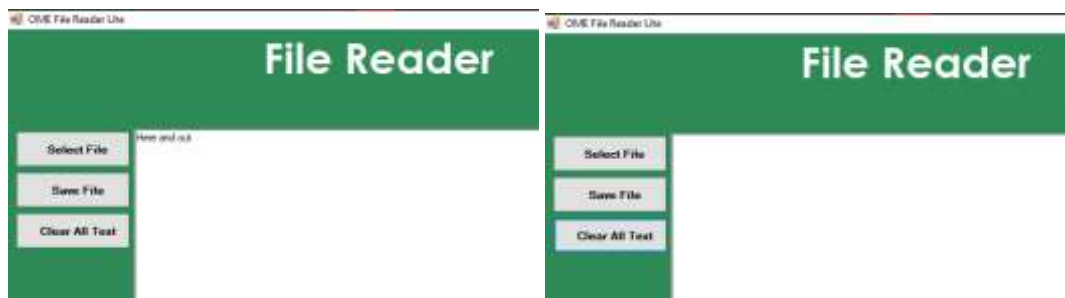 OME File Reader Lite
File Reader
Here and out
Select File
Save File
Clear All Text
OME File Reader Lite
File Reader
Select File
Save File
Clear All Text